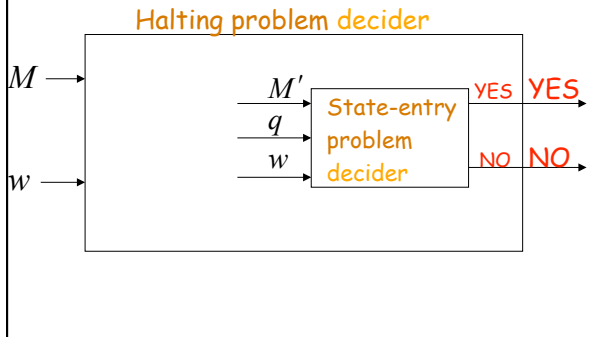 Halting problem decider
M
M′
q
w
State-entry
problem
decider
YES YES
NO NO
w